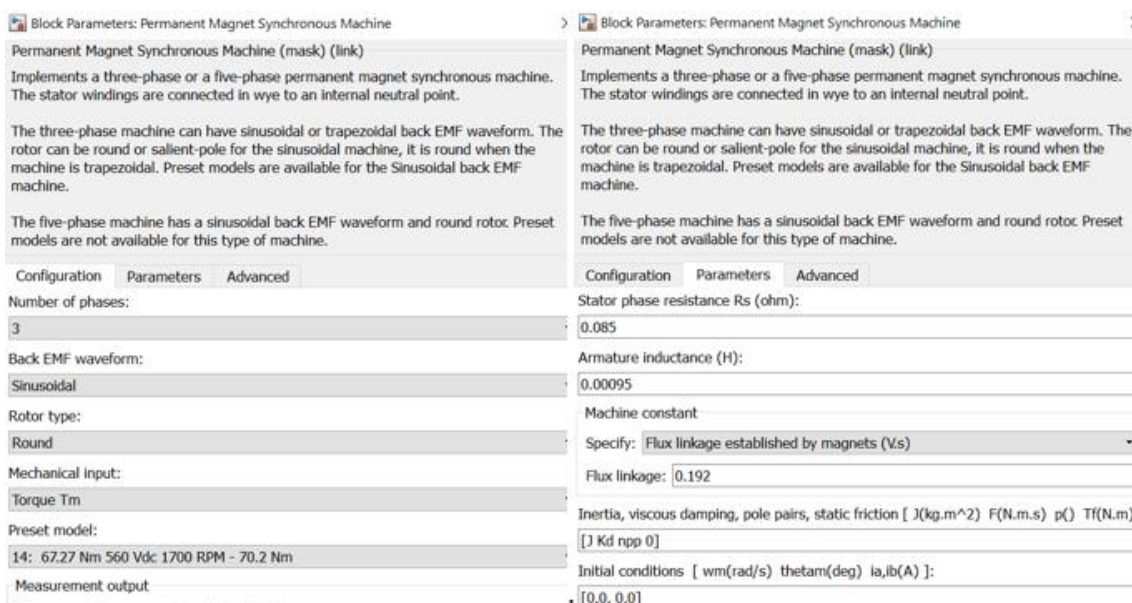 Block Parameters: Permanent Magnet Synchronous Machine
Permanent Magnet Synchronous Machine (mask) (link)
Implements a three-phase or a five-phase permanent magnet synchronous machine.
The stator windings are connected in wye to an internal neutral point.
The three-phase machine can have sinusoidal or trapezoidal back EMF waveform. The
rotor can be round or salient-pole for the sinusoidal machine, it is round when the
machine is trapezoidal. Preset models are available for the Sinusoidal back EMF
machine.
The five-phase machine has a sinusoidal back EMF waveform and round rotor. Preset
models are not available for this type of machine.
Configuration Parameters Advanced
Number of phases:
3
Back EMF waveform:
Sinusoidal
Rotor type:
Round
Mechanical input:
Torque Tm
Preset model:
14: 67.27 Nm 560 Vdc 1700 RPM - 70.2 Nm
Measurement output
Block Parameters: Permanent Magnet Synchronous Machine
Permanent Magnet Synchronous Machine (mask) (link)
Implements a three-phase or a five-phase permanent magnet synchronous machine.
The stator windings are connected in wye to an internal neutral point.
The three-phase machine can have sinusoidal or trapezoidal back EMF waveform. The
rotor can be round or salient-pole for the sinusoidal machine, it is round when the
machine is trapezoidal. Preset models are available for the Sinusoidal back EMF
machine.
The five-phase machine has a sinusoidal back EMF waveform and round rotor. Preset
models are not available for this type of machine.
Configuration Parameters Advanced
Stator phase resistance Rs (ohm):
0.085
Armature inductance (H):
0.00095
Machine constant
Specify: Flux linkage established by magnets (V.s)
Flux linkage: 0.192
Inertia, viscous damping, pole pairs, static friction [ J(kg.m^2) F(N.m.s) p() Tf(N.m)
[J Kd npp 0]
Initial conditions [ wm(rad/s) thetam(deg) ia,ib(A) ]:
[0,0, 0,0]